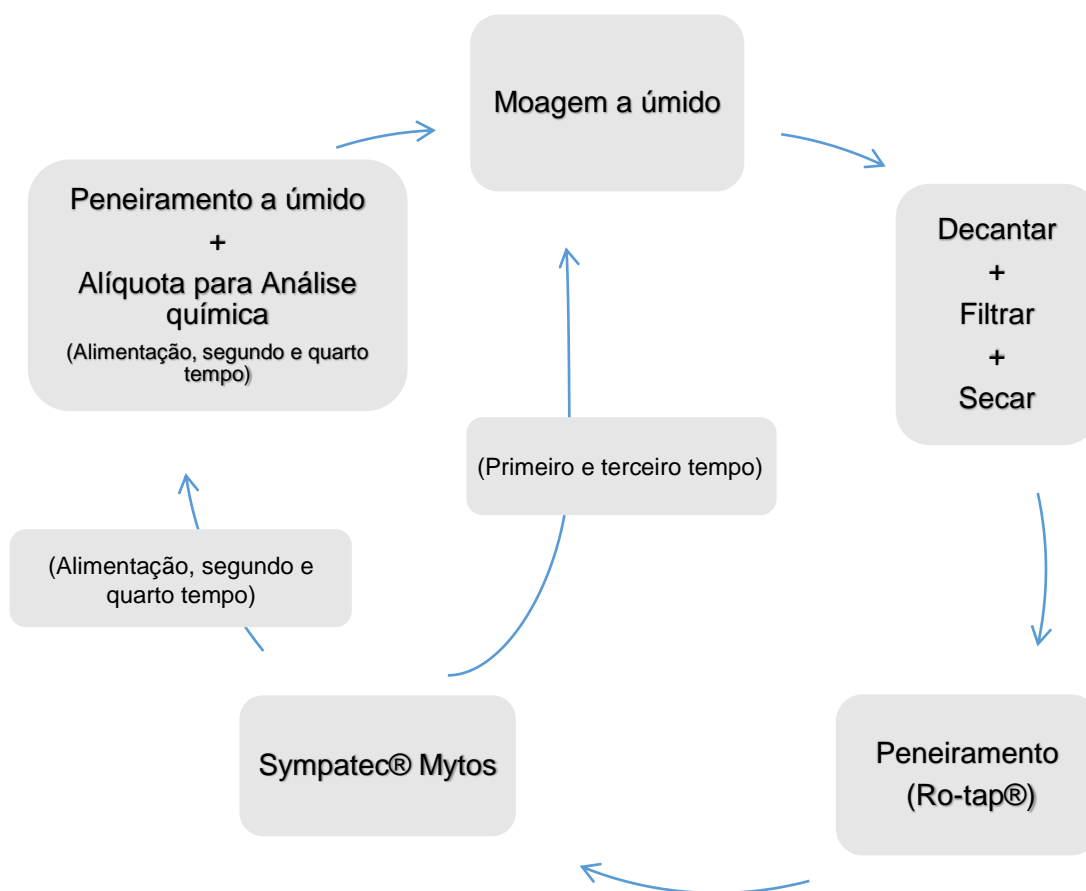 Moagem a úmido
Peneiramento a úmido
+
Alíquota para Análise
química
(Alimentação, segundo e quarto
tempo)
Decantar
+
Filtrar
+
Secar
(Primeiro e terceiro tempo)
(Alimentação, segundo e
quarto tempo)
Sympatec® Mytos
Peneiramento
(Ro-tap®)